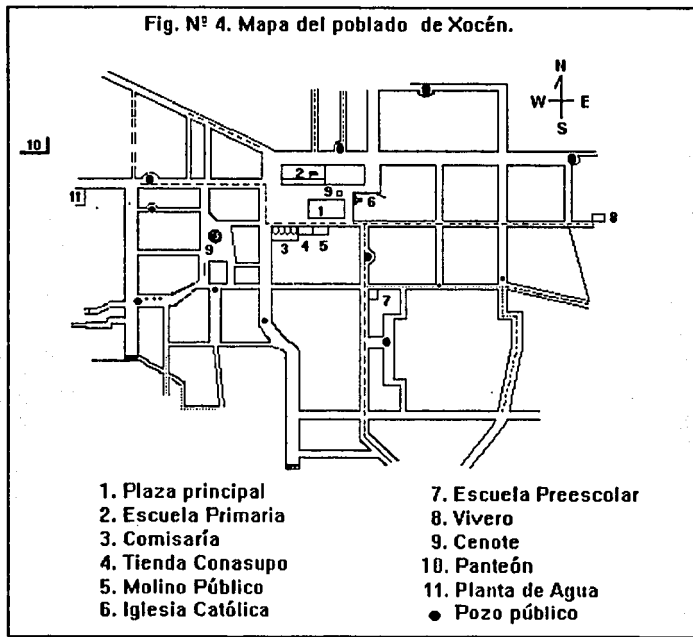 Fig. Nº 4. Mapa del poblado de Xocén.
N
W E
S
10
2
9
6
1
11
8
9
3 4 5
7
1. Plaza principal
2. Escuela Primaria
3. Comisaría
4. Tienda Conasupo
5. Molino Público
6. Iglesia Católica
7. Escuela Preescolar
8. Vivero
9. Cenote
10. Panteón
11. Planta de Agua
● Pozo público